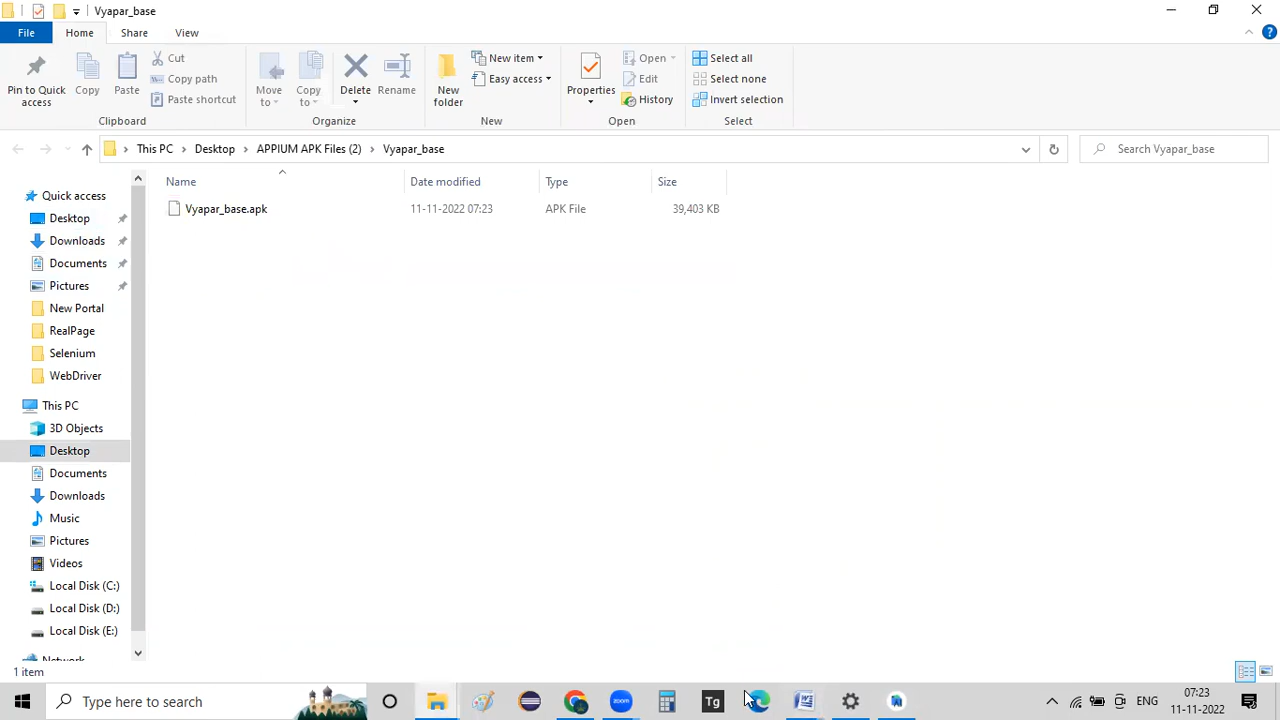 Vyapar_base
File Home Share View
Pin to Quick access
Copy
Paste
Cut
Copy path
Paste shortcut
Clipboard
Move to
Copy to
Delete
Rename
Organize
New folder
New item
Easy access
New
Properties
Open
Edit
History
Open
Select all
Select none
Invert selection
Select
This PC > Desktop > APPIUM APK Files (2) > Vyapar_base
Search Vyapar_base
Name Date modified Type Size
Vyapar_base.apk 11-11-2022 07:23 APK File 39,403 KB
Quick access
Desktop
Downloads
Documents
Pictures
New Portal
RealPage
Selenium
WebDriver
This PC
3D Objects
Desktop
Documents
Downloads
Music
Pictures
Videos
Local Disk (C:)
Local Disk (D:)
Local Disk (E:)
Network
1 item
Type here to search
zoom
Tg
ENG
07:23
11-11-2022